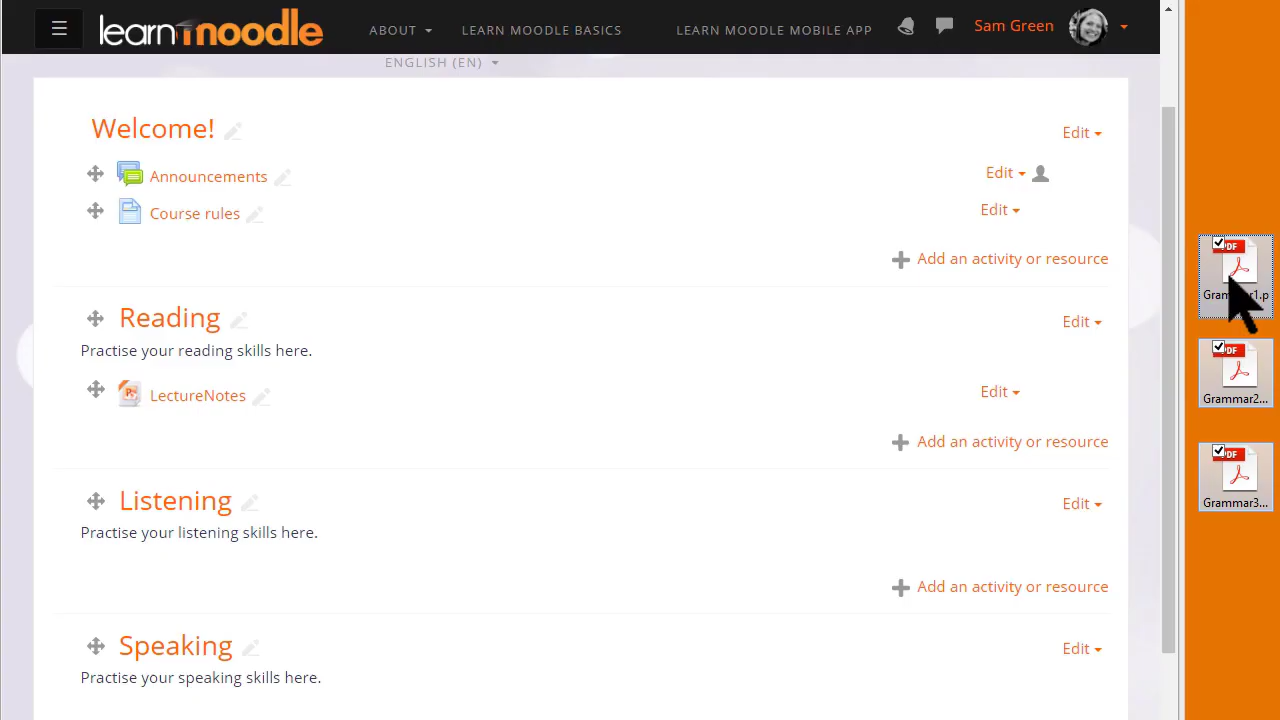 learn moodle
ABOUT
LEARN MOODLE BASICS
LEARN MOODLE MOBILE APP
Sam Green
ENGLISH (EN)
Welcome!
Edit
Announcements
Edit
Course rules
Edit
Add an activity or resource
Reading
Edit
Practise your reading skills here.
LectureNotes
Edit
Add an activity or resource
Listening
Edit
Practise your listening skills here.
Add an activity or resource
Speaking
Edit
Practise your speaking skills here.
PDF
PDF
Grammar2...
PDF
Grammar3...